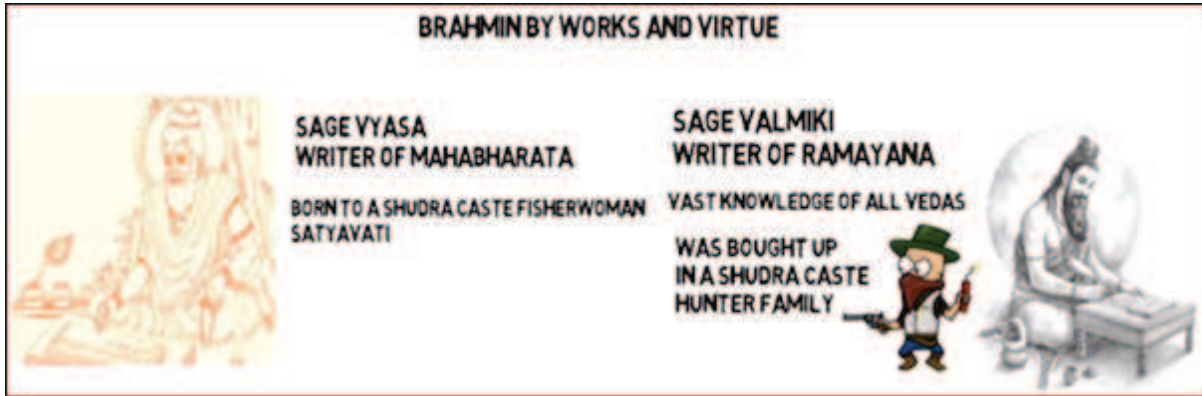 BRAHMIN BY WORKS AND VIRTUE
SAGE VYASA
WRITER OF MAHABHARATA
BORN TO A SHUDRA CASTE FISHERWOMAN
SATYAVATI
SAGE VALMIKI
WRITER OF RAMAYANA
VAST KNOWLEDGE OF ALL VEDAS
WAS BOUGHT UP
IN A SHUDRA CASTE
HUNTER FAMILY